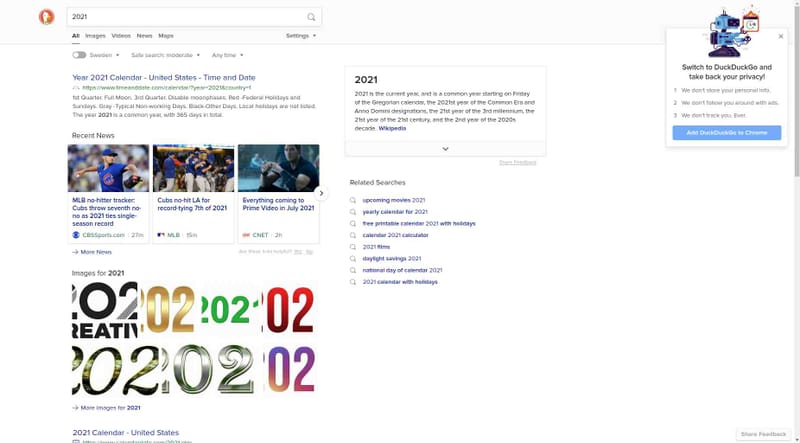 2021
All Images Videos News Maps Settings
Sweden Safe search: moderate Any time
Year 2021 Calendar - United States - Time and Date
https://www.timeanddate.com/calendar/?year=2021&country=1
1st Quarter. Full Moon. 3rd Quarter. Disable moonphases. Red -Federal Holidays and
Sundays. Gray -Typical Non-working Days. Black-Other Days. Local holidays are not listed.
The year 2021 is a common year, with 365 days in total.
Recent News
MLB no-hitter tracker:
Cubs throw seventh no-
no as 2021 ties single-
season record
CBSSports.com 27m
Cubs no-hit LA for
record-tying 7th of 2021
MLB 15m
Everything coming to
Prime Video in July 2021
CNET 2h
More News
Are these links helpful? Yes No
Images for 2021
202
REATIV
202
202
202
202
202
202
More Images for 2021
2021 Calendar - United States
2021
2021 is the current year, and is a common year starting on Friday
of the Gregorian calendar, the 2021st year of the Common Era and
Anno Domini designations, the 21st year of the 3rd millennium, the
21st year of the 21st century, and the 2nd year of the 2020s
decade. Wikipedia
Share Feedback
Related Searches
upcoming movies 2021
yearly calendar for 2021
free printable calendar 2021 with holidays
calendar 2021 calculator
2021 films
daylight savings 2021
national day of calendar 2021
2021 calendar with holidays
Switch to DuckDuckGo and
take back your privacy!
1 We don't store your personal info.
2 We don't follow you around with ads.
3 We don't track you. Ever.
Add DuckDuckGo to Chrome
Share Feedback